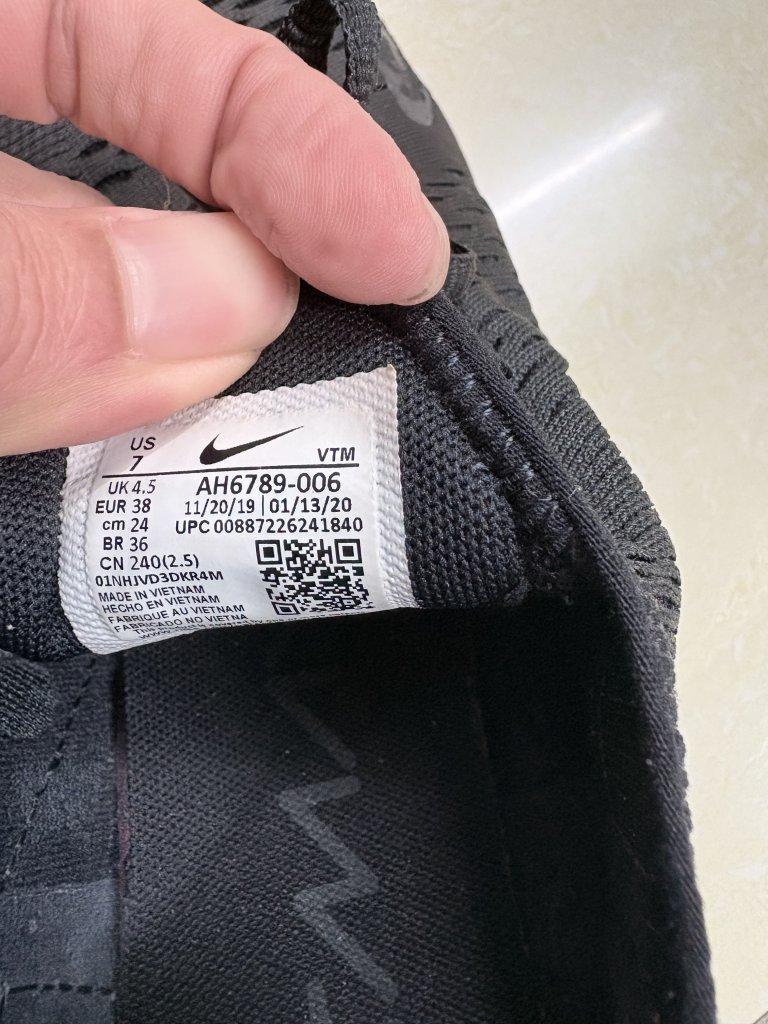 US
7
VTM
UK 4.5
AH6789-006
EUR 38
11/20/19 | 01/13/20
cm 24
UPC 00887226241840
BR 36
CN 240(2.5)
01NHJVD3DKR4M
MADE IN VIETNAM
HECHO EN VIETNAM
FABRIQUE AU VIETNAM
FABRICADO NO VIETNA